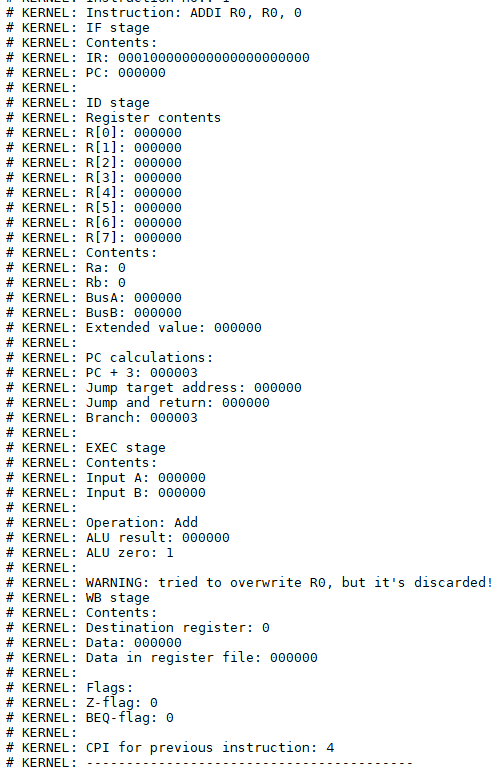 # KERNEL: Instruction: ADDI R0, R0, 0
# KERNEL: IF stage
# KERNEL: Contents:
# KERNEL: IR: 000100000000000000000000
# KERNEL: PC: 000000
# KERNEL:
# KERNEL: ID stage
# KERNEL: Register contents
# KERNEL: R[0]: 000000
# KERNEL: R[1]: 000000
# KERNEL: R[2]: 000000
# KERNEL: R[3]: 000000
# KERNEL: R[4]: 000000
# KERNEL: R[5]: 000000
# KERNEL: R[6]: 000000
# KERNEL: R[7]: 000000
# KERNEL: Contents:
# KERNEL: Ra: 0
# KERNEL: Rb: 0
# KERNEL: BusA: 000000
# KERNEL: BusB: 000000
# KERNEL: Extended value: 000000
# KERNEL:
# KERNEL: PC calculations:
# KERNEL: PC + 3: 000003
# KERNEL: Jump target address: 000000
# KERNEL: Jump and return: 000000
# KERNEL: Branch: 000003
# KERNEL:
# KERNEL: EXEC stage
# KERNEL: Contents:
# KERNEL: Input A: 000000
# KERNEL: Input B: 000000
# KERNEL:
# KERNEL: Operation: Add
# KERNEL: ALU result: 000000
# KERNEL: ALU zero: 1
# KERNEL:
# KERNEL: WARNING: tried to overwrite R0, but it's discarded!
# KERNEL: WB stage
# KERNEL: Contents:
# KERNEL: Destination register: 0
# KERNEL: Data: 000000
# KERNEL: Data in register file: 000000
# KERNEL:
# KERNEL: Flags:
# KERNEL: Z-flag: 0
# KERNEL: BEQ-flag: 0
# KERNEL:
# KERNEL: CPI for previous instruction: 4
# KERNEL: -----------------------------------------